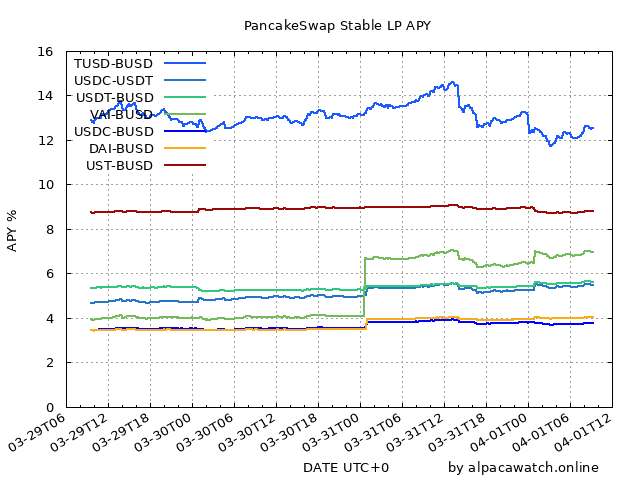 PancakeSwap Stable LP APY
APY %
16
14
12
10
8
6
4
2
0
TUSD-BUSD
USDC-USDT
USDT-BUSD
VAI-BUSD
USDC-BUSD
DAI-BUSD
UST-BUSD
03-29T06
03-29T12
03-29T18
03-30T00
03-30T06
03-30T12
03-30T18
03-31T00
03-31T06
03-31T12
03-31T18
04-01T00
04-01T06
04-01T12
DATE UTC+0
by alpacawatch.online